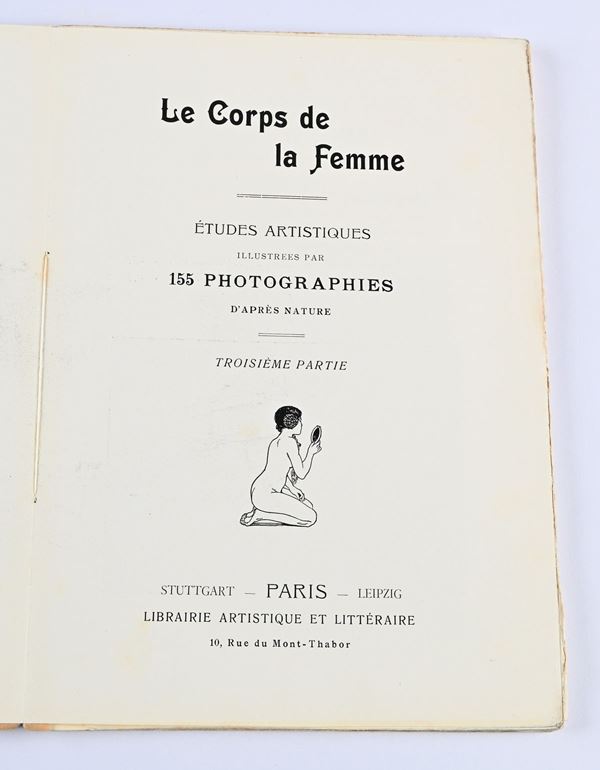 Le Corps de
la Femme
ÉTUDES ARTISTIQUES
ILLUSTREES PAR
155 PHOTOGRAPHIES
D'APRÈS NATURE
TROISIÈME PARTIE
STUTTGART — PARIS — LEIPZIG
LIBRAIRIE ARTISTIQUE ET LITTÉRAIRE
10, Rue du Mont-Thabor